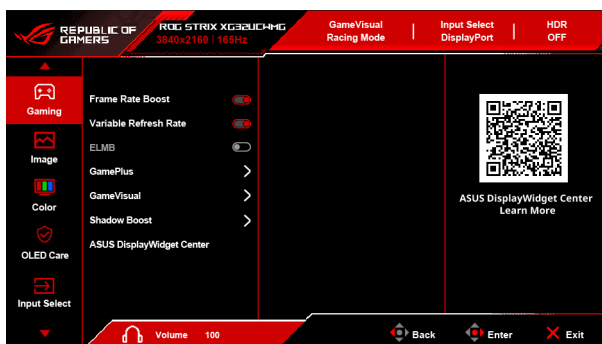 REPUBLIC OF
GAMERS
ROG STRIX XG32UCWMG
3840x2160 | 165Hz
GameVisual
Racing Mode
Input Select
DisplayPort
HDR
OFF
Gaming
Image
Color
OLED Care
Input Select
Frame Rate Boost
Variable Refresh Rate
ELMB
GamePlus
GameVisual
Shadow Boost
ASUS DisplayWidget Center
ASUS DisplayWidget Center
Learn More
Volume 100
Back
Enter
Exit